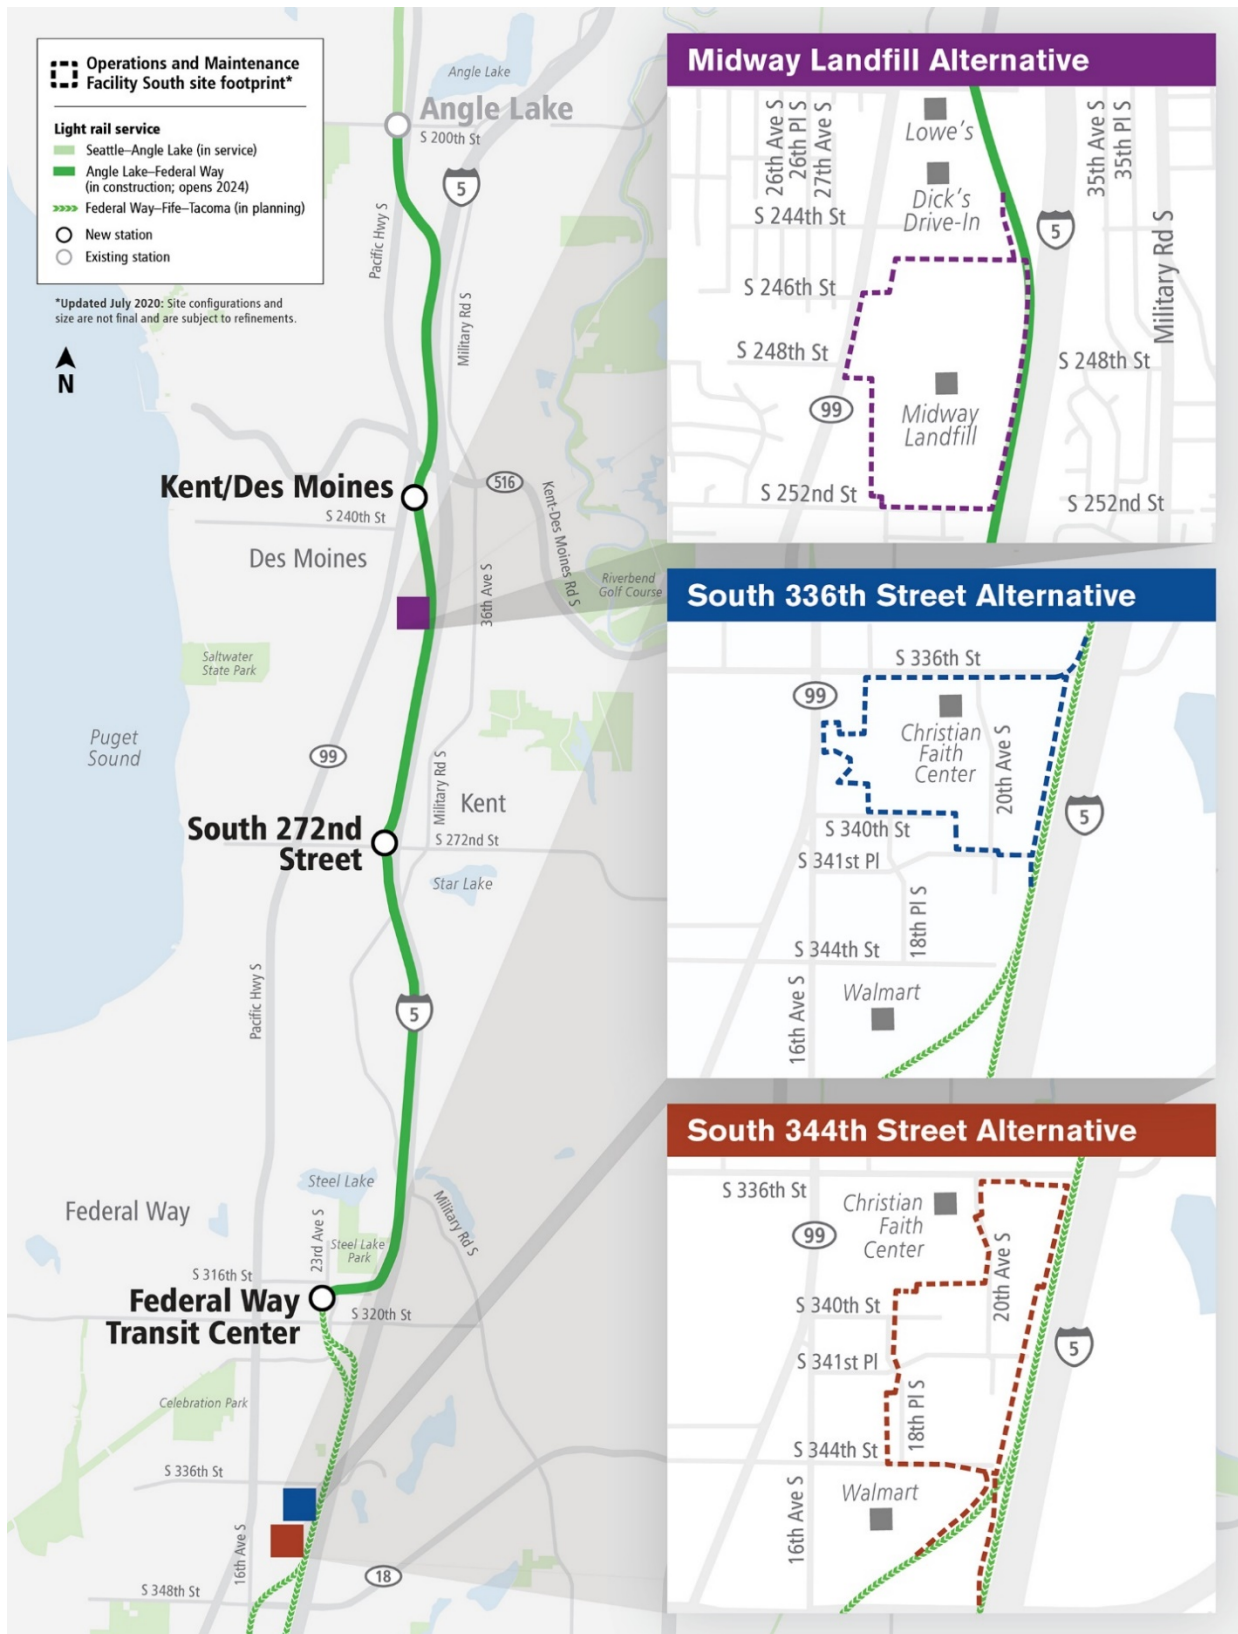 Operations and Maintenance
Facility South site footprint*
Light rail service
Seattle–Angle Lake (in service)
Angle Lake–Federal Way
(in construction; opens 2024)
Federal Way–Fife–Tacoma (in planning)
New station
Existing station
*Updated July 2020: Site configurations and
size are not final and are subject to refinements.
N
Angle Lake
Angle Lake
S 200th St
5
Pacific Hwy S
Military Rd S
Kent/Des Moines
516
S 240th St
Kent-Des Moines Rd S
Des Moines
36th Ave S
Riverbend
Golf Course
Saltwater
State Park
Puget
Sound
99
Military Rd S
Kent
South 272nd
Street
S 272nd St
Star Lake
Pacific Hwy S
5
Steel Lake
Federal Way
23rd Ave S
Military Rd S
Steel Lake
Park
S 316th St
Federal Way
Transit Center
S 320th St
Celebration Park
S 336th St
16th Ave S
18
S 348th St
Midway Landfill Alternative
26th Ave S
26th Pl S
27th Ave S
Lowe's
35th Ave S
35th Pl S
Dick's
Drive-In
S 244th St
5
Military Rd S
S 246th St
S 248th St
S 248th St
99
Midway
Landfill
S 252nd St
S 252nd St
South 336th Street Alternative
S 336th St
99
Christian
Faith
Center
20th Ave S
5
S 340th St
S 341st Pl
18th Pl S
S 344th St
16th Ave S
Walmart
South 344th Street Alternative
S 336th St
Christian
Faith
Center
99
20th Ave S
S 340th St
5
S 341st Pl
18th Pl S
S 344th St
16th Ave S
Walmart